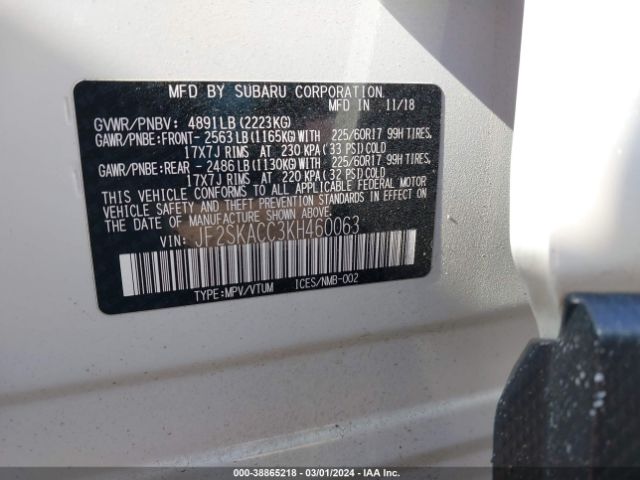 MFD BY SUBARU CORPORATION.
MFD IN 11/18
GVWR/PNBV: 4891LB(2223KG)
GAWR/PNBE:FRONT- 2563LB(1165KG)WITH 225/60R17 99H TIRES,
17X7J RIMS AT 230 KPA(33 PSI)COLD
GAWR/PNBE:REAR - 2486LB(1130KG)WITH 225/60R17 99H TIRES,
17X7J RIMS AT 220 KPA(32 PSI)COLD
THIS VEHICLE CONFORMS TO ALL APPLICABLE FEDERAL MOTOR
VEHICLE SAFETY AND THEFT PREVENTION STANDARDS IN EFFECT ON
THE DATE OF MANUFACTURE SHOWN ABOVE.
VIN: JF2SKACC3KH460063
TYPE:MPV/VTUM ICES/NMB-002
000-38865218 - 03/01/2024 - IAA Inc.